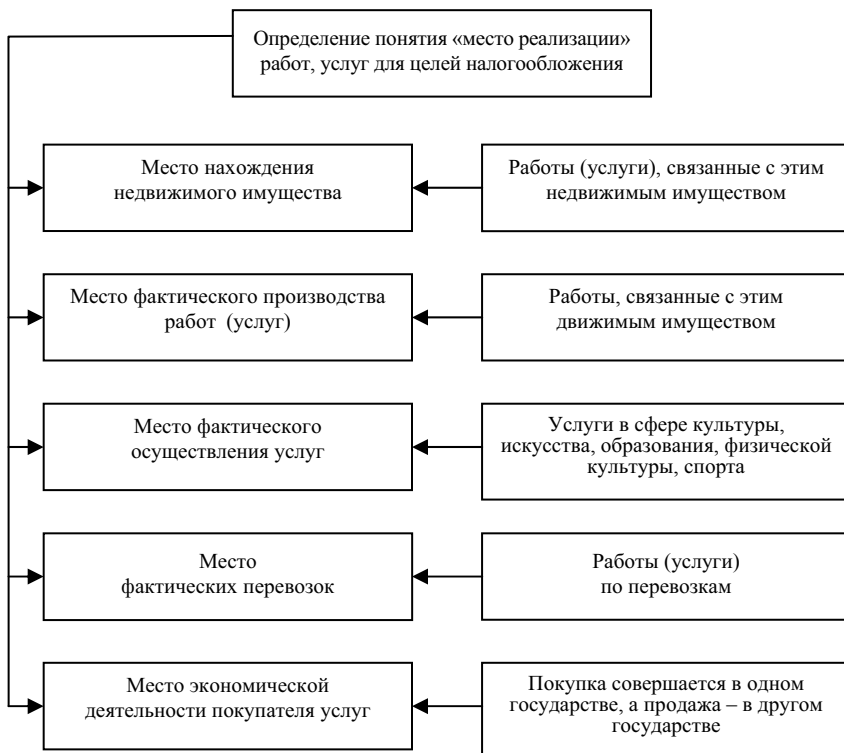 Определение понятия «место реализации»
работ, услуг для целей налогообложения
Место нахождения
недвижимого имущества
Работы (услуги), связанные с этим
недвижимым имуществом
Место фактического производства
работ (услуг)
Работы, связанные с этим
движимым имуществом
Место фактического
осуществления услуг
Услуги в сфере культуры,
искусства, образования, физической
культуры, спорта
Место
фактических перевозок
Работы (услуги)
по перевозкам
Место экономической
деятельности покупателя услуг
Покупка совершается в одном
государстве, а продажа – в другом
государстве